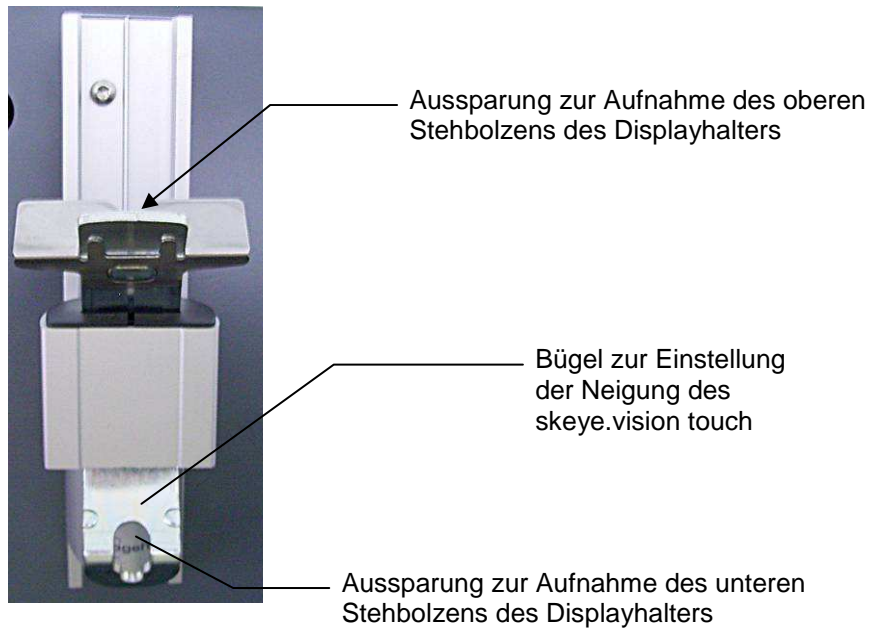 Aussparung zur Aufnahme des oberen
Stehbolzens des Displayhalters
Bügel zur Einstellung
der Neigung des
skeye.vision touch
Aussparung zur Aufnahme des unteren
Stehbolzens des Displayhalters